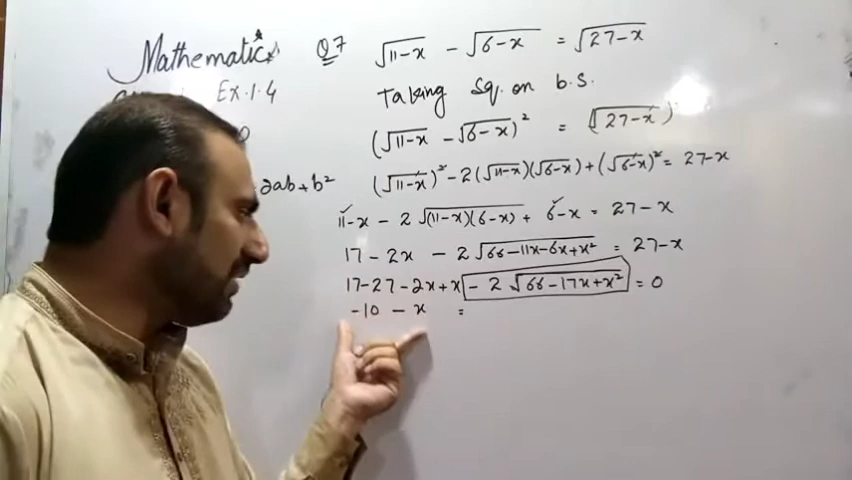 Mathematics
Ex.1.4
Q7 √11-x - √6-x = √27-x
Taking Sq. on b.s.
(√11-x - √6-x)² = (√27-x)
2ab+b² (√11-x)² - 2(√11-x)(√6-x) + (√6-x)² = 27-x
11-x - 2√(11-x)(6-x) + 6-x = 27-x
17 - 2x - 2√66-11x-6x+x² = 27-x
17-27-2x+x - 2√66-17x+x² = 0
-10 - x =